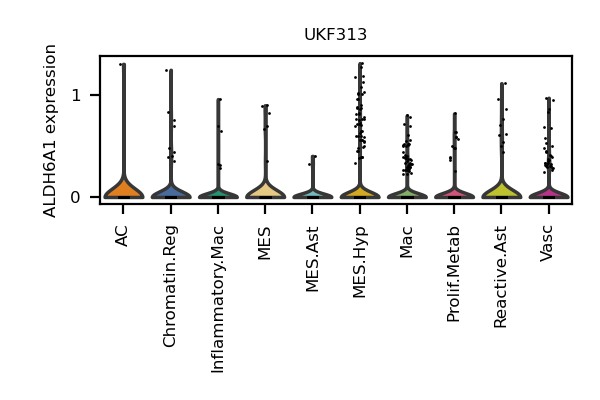 UKF313
ALDH6A1 expression
1
0
AC
Chromatin.Reg
Inflammatory.Mac
MES
MES.Ast
MES.Hyp
Mac
Prolif.Metab
Reactive.Ast
Vasc